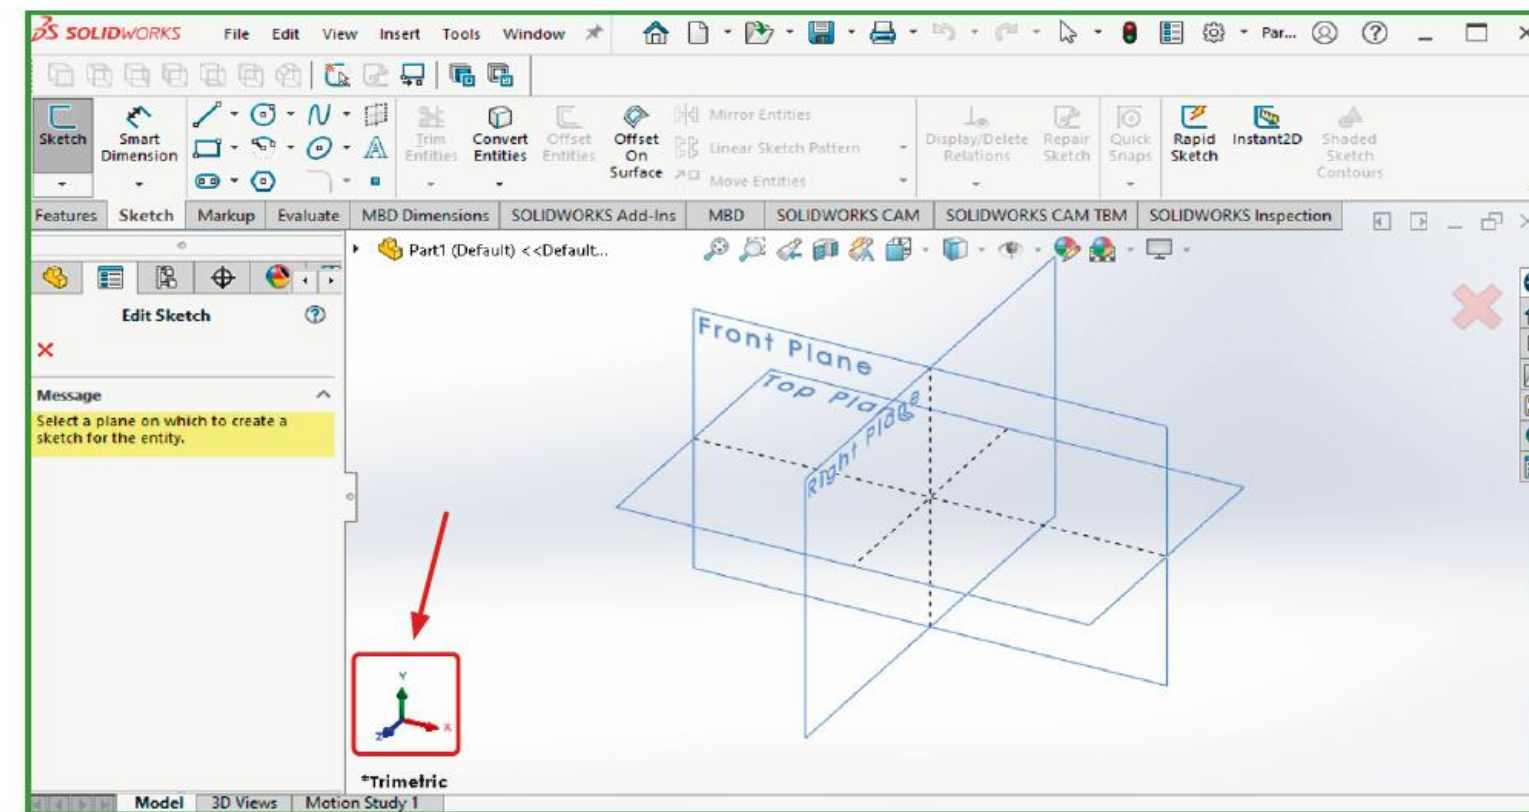 SOLIDWORKS File Edit View Insert Tools Window Par...
Sketch
Smart
Dimension
Trim
Entities
Convert
Entities
Offset
Entities
Offset
On
Surface
Mirror Entities
Linear Sketch Pattern
Move Entities
Display/Delete
Relations
Repair
Sketch
Quick
Snaps
Rapid
Sketch
Instant2D
Shaded
Sketch
Contours
Features Sketch Markup Evaluate MBD Dimensions SOLIDWORKS Add-Ins MBD SOLIDWORKS CAM SOLIDWORKS CAM TBM SOLIDWORKS Inspection
Part1 (Default) <<Default...
Edit Sketch
Message
Select a plane on which to create a
sketch for the entity.
Front Plane
Top Plane
Right Plane
Y
X
Z
*Trimetric
Model 3D Views Motion Study 1